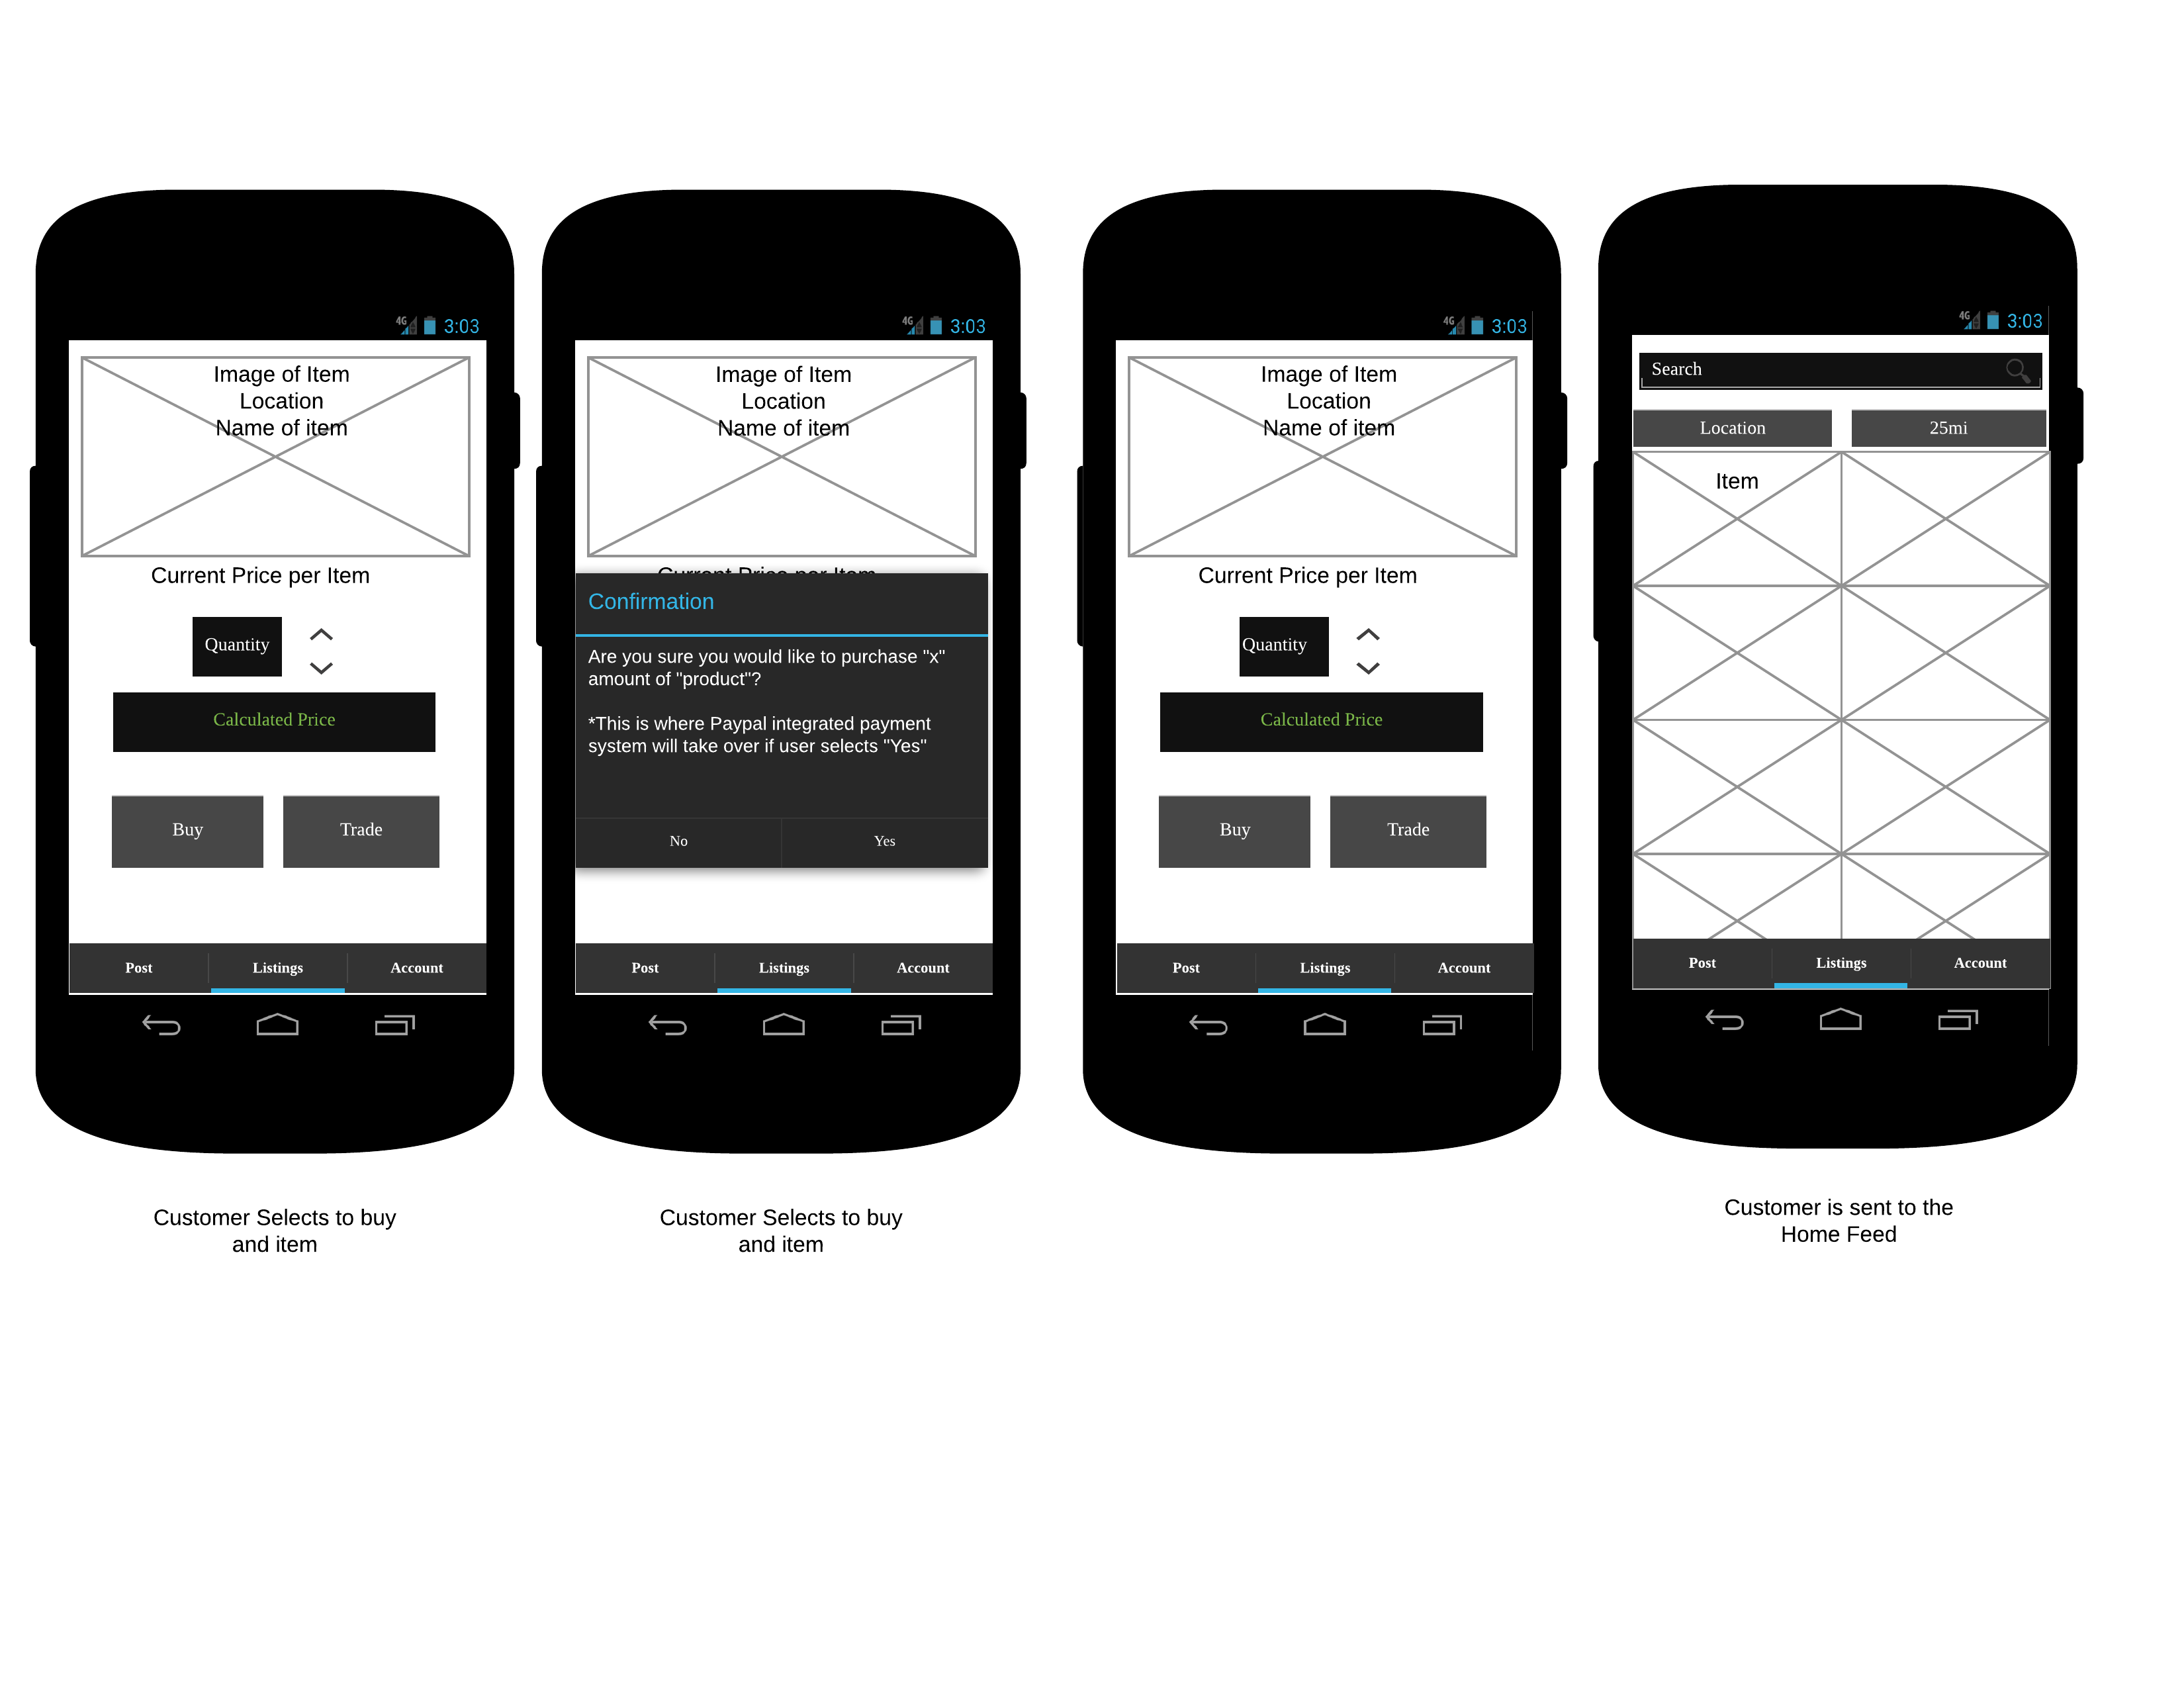 4G 3:03
Image of Item
Location
Name of item
Current Price per Item
Quantity
Calculated Price
Buy Trade
Post Listings Account
Customer Selects to buy
and item
4G 3:03
Image of Item
Location
Name of item
Current Price per Item
Confirmation
Are you sure you would like to purchase "x"
amount of "product"?
*This is where Paypal integrated payment
system will take over if user selects "Yes"
No Yes
Post Listings Account
Customer Selects to buy
and item
4G 3:03
Image of Item
Location
Name of item
Current Price per Item
Quantity
Calculated Price
Buy Trade
Post Listings Account
4G 3:03
Search
Location 25mi
Item
Post Listings Account
Customer is sent to the
Home Feed